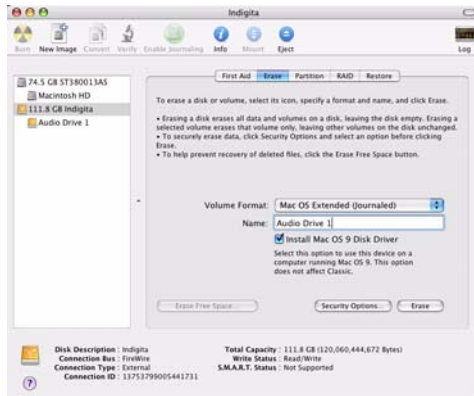 Indigita
Burn New Image Convert Verify Enable Journaling Info Mount Eject Log
First Aid Erase Partition RAID Restore
74.5 GB ST380013AS
Macintosh HD
111.8 GB Indigita
Audio Drive 1
To erase a disk or volume, select its icon, specify a format and name, and click Erase.
• Erasing a disk erases all data and volumes on a disk, leaving the disk empty. Erasing a
selected volume erases that volume only, leaving other volumes on the disk unchanged.
• To securely erase data, click Security Options and select an option before clicking
Erase.
• To help prevent recovery of deleted files, click the Erase Free Space button.
Volume Format: Mac OS Extended (Journaled)
Name: Audio Drive 1
Install Mac OS 9 Disk Driver
Select this option to use this device on a
computer running Mac OS 9. This option
does not affect Classic.
Erase Free Space... Security Options... Erase
Disk Description : Indigita Total Capacity : 111.8 GB (120,060,444,672 Bytes)
Connection Bus : FireWire Write Status : Read/Write
Connection Type : External S.M.A.R.T. Status : Not Supported
Connection ID : 13753799005441731
?